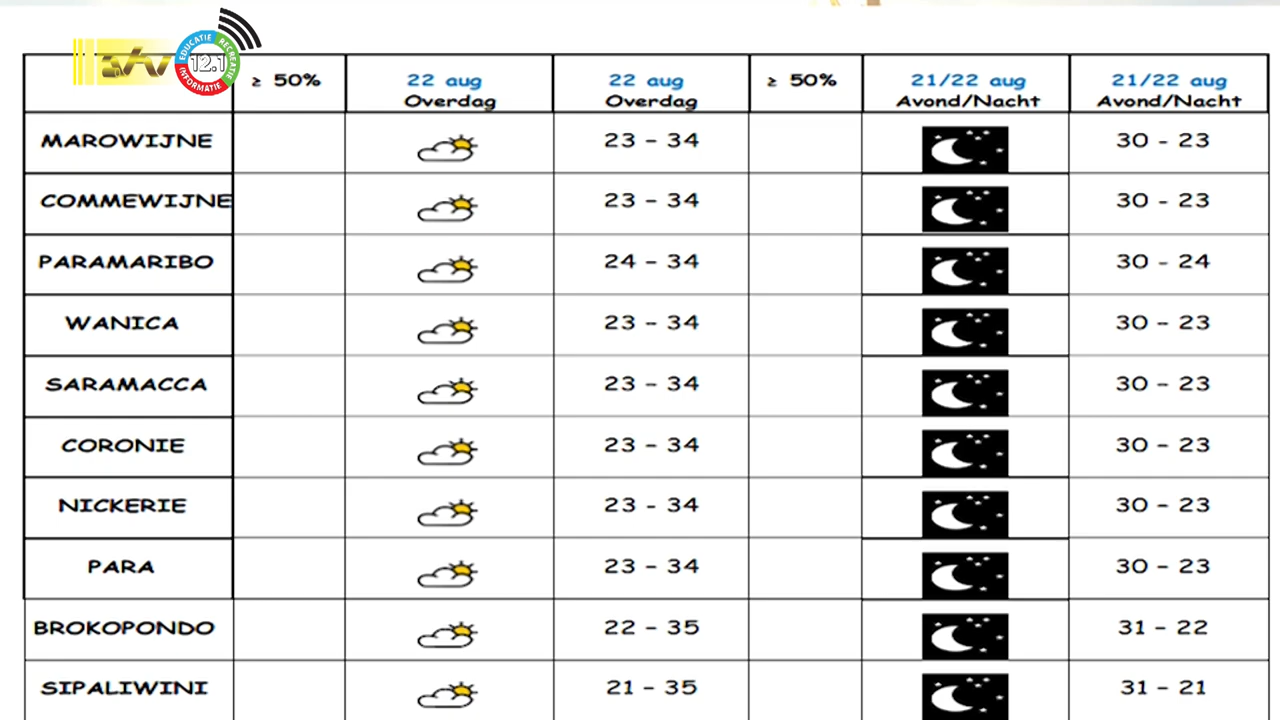 EDUCATIE RECREATIE INFORMATIE
12.1
≥ 50% 22 aug 22 aug ≥ 50% 21/22 aug 21/22 aug
Overdag Overdag Avond/Nacht Avond/Nacht
MAROWIJNE 23 – 34 30 - 23
COMMEWIJNE 23 – 34 30 – 23
PARAMARIBO 24 – 34 30 - 24
WANICA 23 – 34 30 – 23
SARAMACCA 23 – 34 30 – 23
CORONIE 23 – 34 30 – 23
NICKERIE 23 - 34 30 – 23
PARA 23 – 34 30 – 23
BROKOPONDO 22 – 35 31 – 22
SIPALIWINI 21 – 35 31 – 21